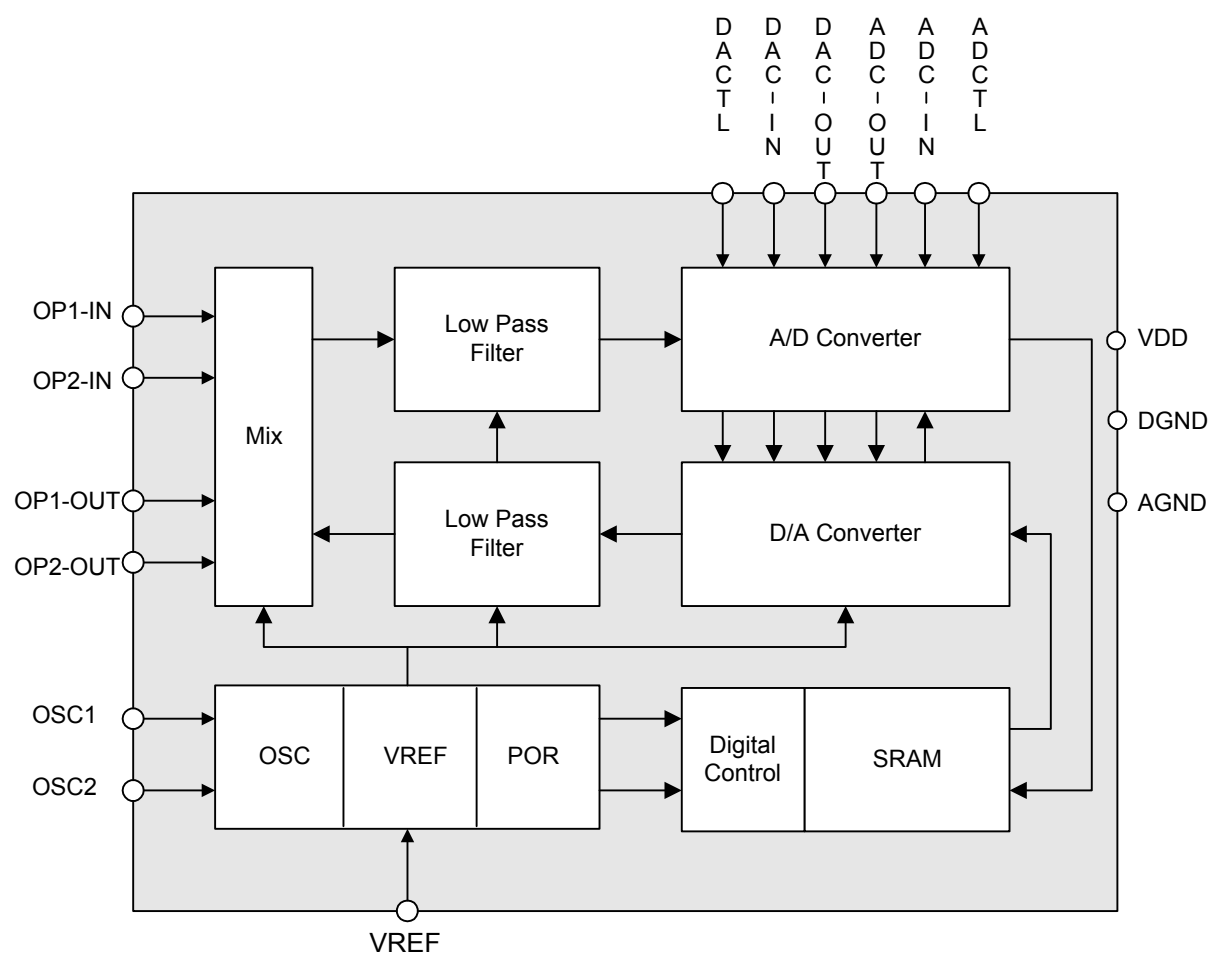 DACTL
DAC-IN
DAC-OUT
ADC-OUT
ADC-IN
ADCTL
OP1-IN
OP2-IN
OP1-OUT
OP2-OUT
OSC1
OSC2
Mix
Low Pass
Filter
A/D Converter
Low Pass
Filter
D/A Converter
OSC
VREF
POR
Digital
Control
SRAM
VDD
DGND
AGND
VREF